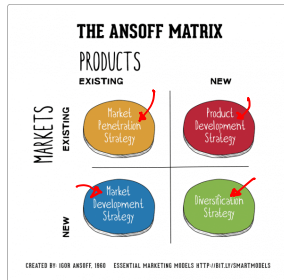 THE ANSOFF MATRIX
PRODUCTS
EXISTING
NEW
MARKETS
EXISTING
Market
Penetration
Strategy
Product
Development
Strategy
NEW
Market
Development
Strategy
Diversification
Strategy
CREATED BY: IGOR ANSOFF, 1960 ESSENTIAL MARKETING MODELS HTTP://BIT.LY/SMARTMODELS